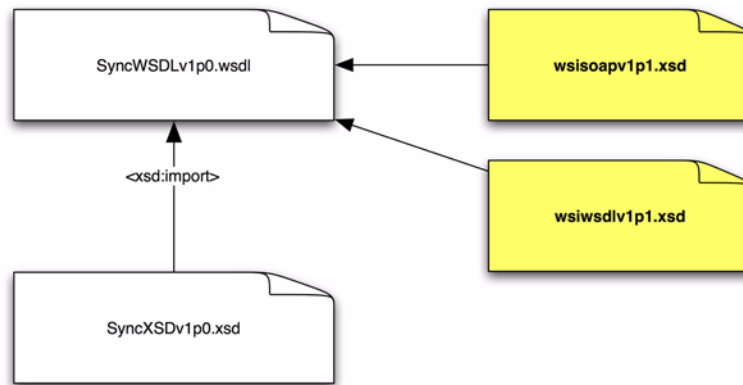 SyncWSDLv1p0.wsdl
wsisoapv1p1.xsd
<xsd:import>
wsiwsdlv1p1.xsd
SyncXSDv1p0.xsd